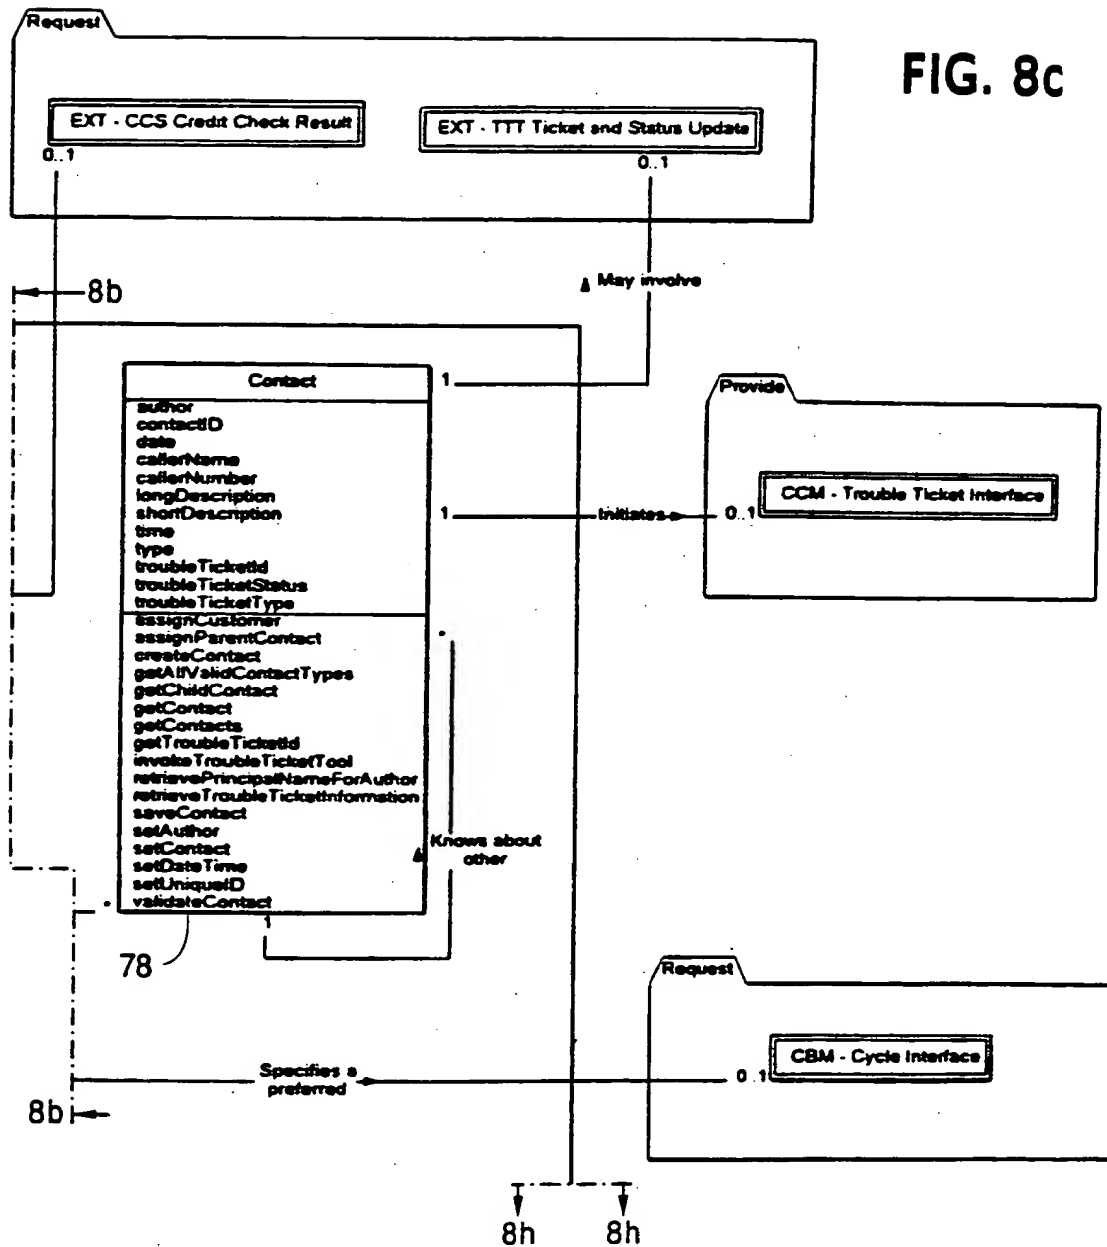 Request
FIG. 8c
EXT - CCS Credit Check Result
EXT - TTT Ticket and Status Update
0..1
0..1
May involve
8b
Contact
1
author
contactID
date
callerName
callerNumber
longDescription
shortDescription
time
type
troubleTicketId
troubleTicketStatus
troubleTicketType
1
Initiates
0..1
Provide
CCM - Trouble Ticket Interface
assignCustomer
assignParentContact
createContact
getAllValidContactTypes
getChildContact
getContact
getContacts
getTroubleTicketId
invokeTroubleTicketTool
retrievePrincipalNameForAuthor
retrieveTroubleTicketInformation
saveContact
setAuthor
setContact
setDateTime
setUniqueID
validateContact
*
Knows about
other
*
1
78
Request
CBM - Cycle Interface
Specifies a
preferred
0..1
8b
8h
8h